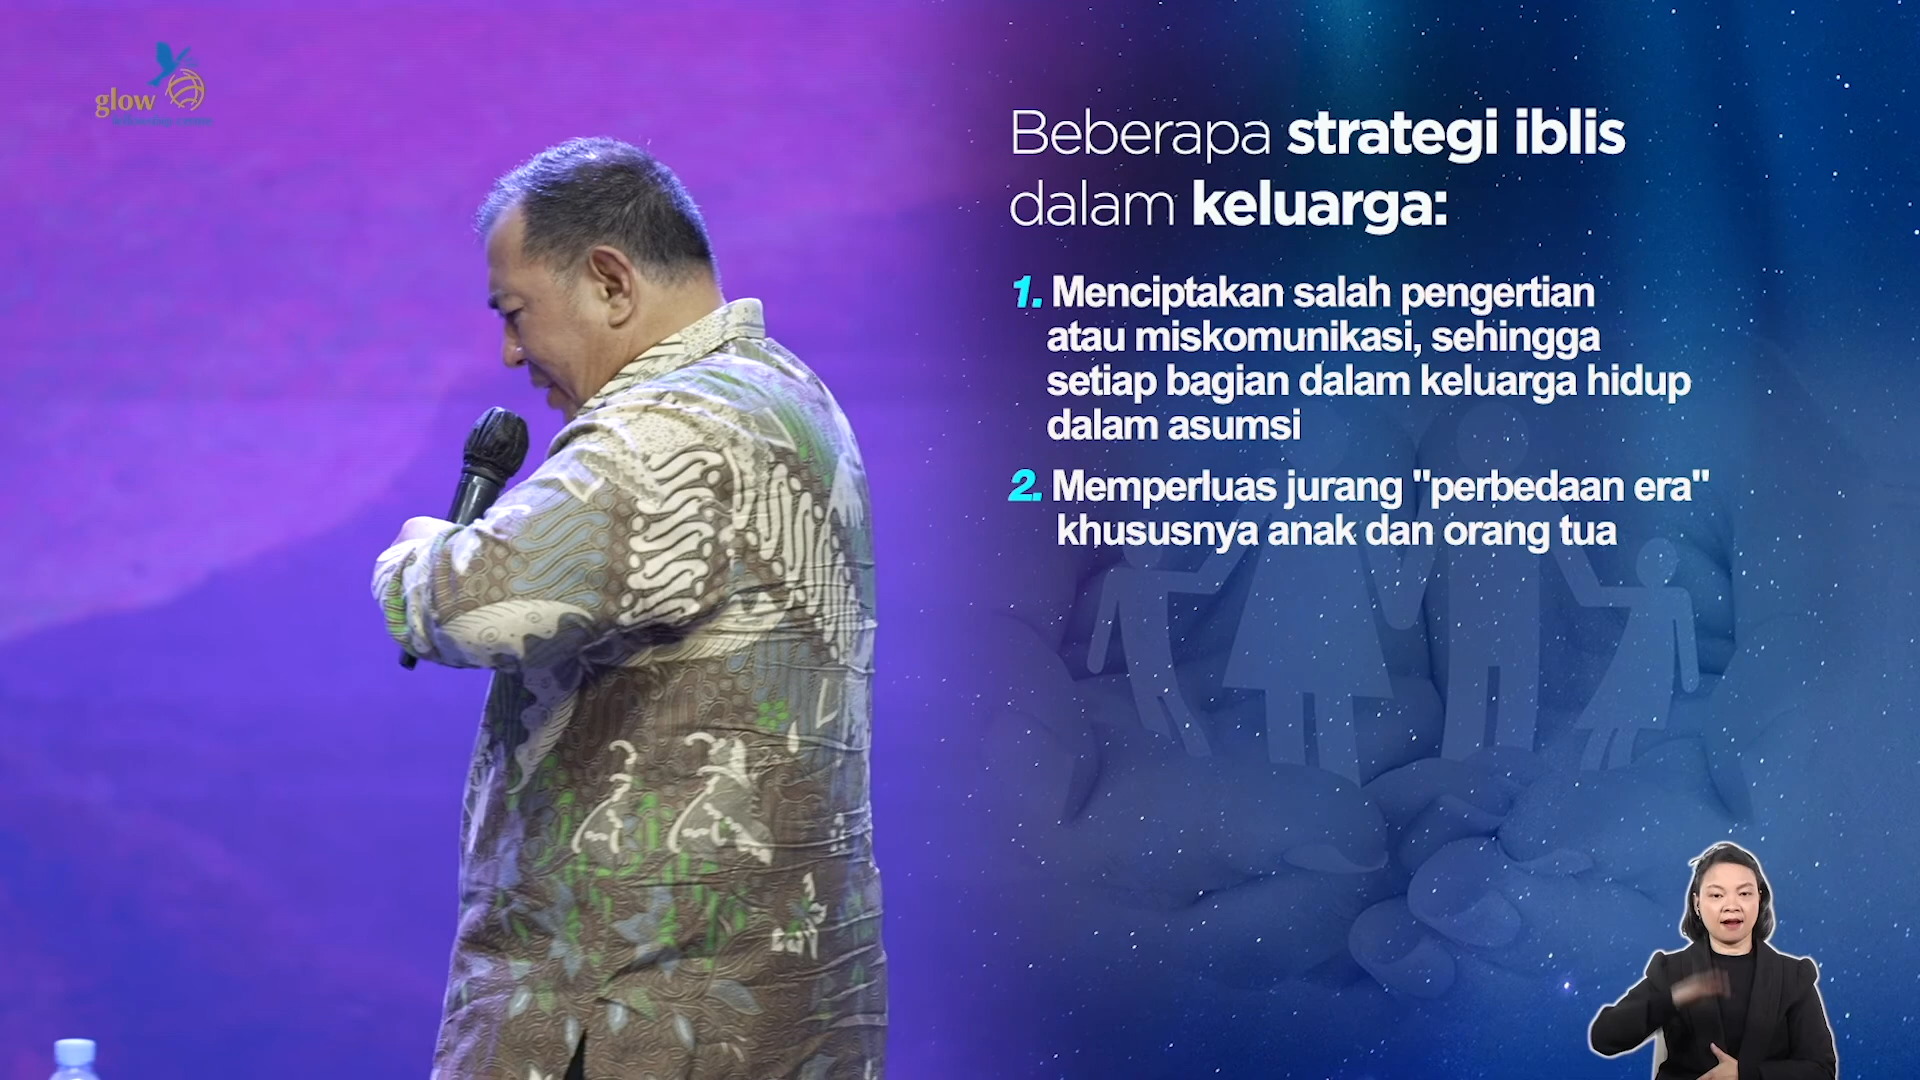 glow
Beberapa strategi iblis
dalam keluarga:
1. Menciptakan salah pengertian
atau miskomunikasi, sehingga
setiap bagian dalam keluarga hidup
dalam asumsi
2. Memperluas jurang "perbedaan era"
khususnya anak dan orang tua